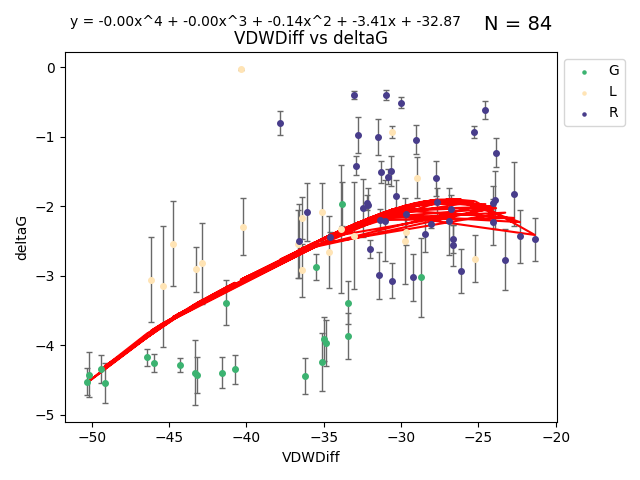 y = -0.00x^4 + -0.00x^3 + -0.14x^2 + -3.41x + -32.87 N = 84
VDWDiff vs deltaG
G
L
R
0
−1
−2
−3
−4
−5
deltaG
−50 −45 −40 −35 −30 −25 −20
VDWDiff